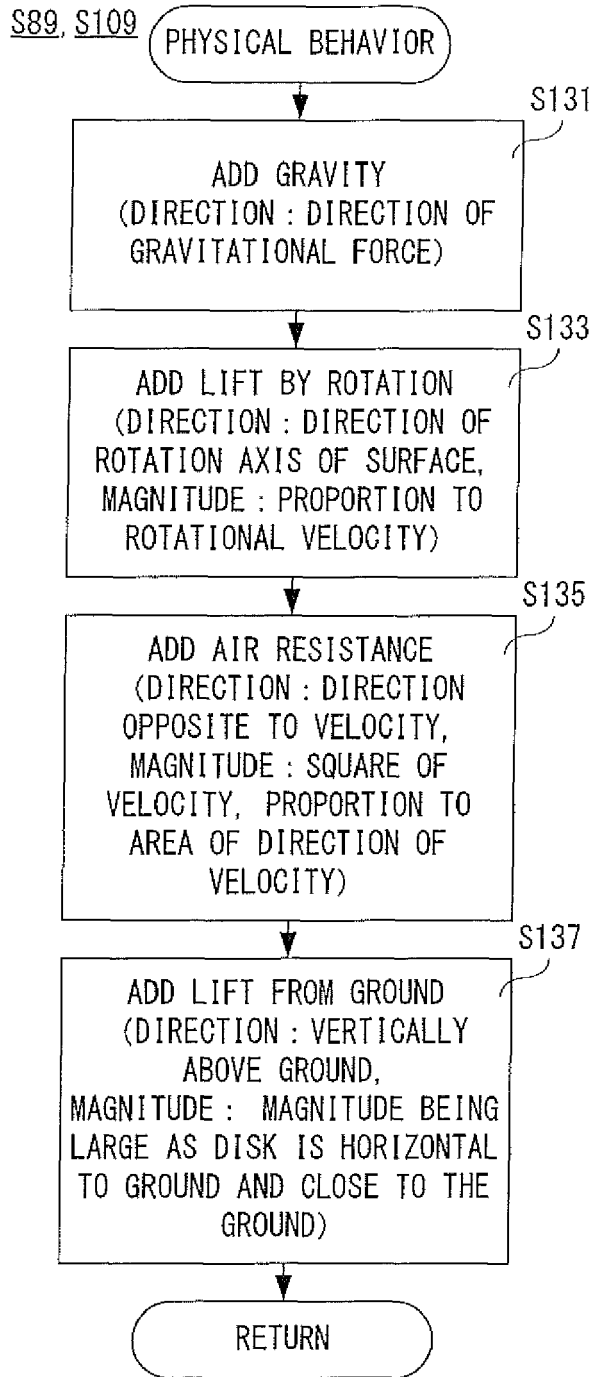 S89, S109
PHYSICAL BEHAVIOR
S131
ADD GRAVITY
(DIRECTION : DIRECTION OF
GRAVITATIONAL FORCE)
S133
ADD LIFT BY ROTATION
(DIRECTION : DIRECTION OF
ROTATION AXIS OF SURFACE,
MAGNITUDE : PROPORTION TO
ROTATIONAL VELOCITY)
S135
ADD AIR RESISTANCE
(DIRECTION : DIRECTION
OPPOSITE TO VELOCITY,
MAGNITUDE : SQUARE OF
VELOCITY, PROPORTION TO
AREA OF DIRECTION OF
VELOCITY)
S137
ADD LIFT FROM GROUND
(DIRECTION : VERTICALLY
ABOVE GROUND,
MAGNITUDE : MAGNITUDE BEING
LARGE AS DISK IS HORIZONTAL
TO GROUND AND CLOSE TO THE
GROUND)
RETURN